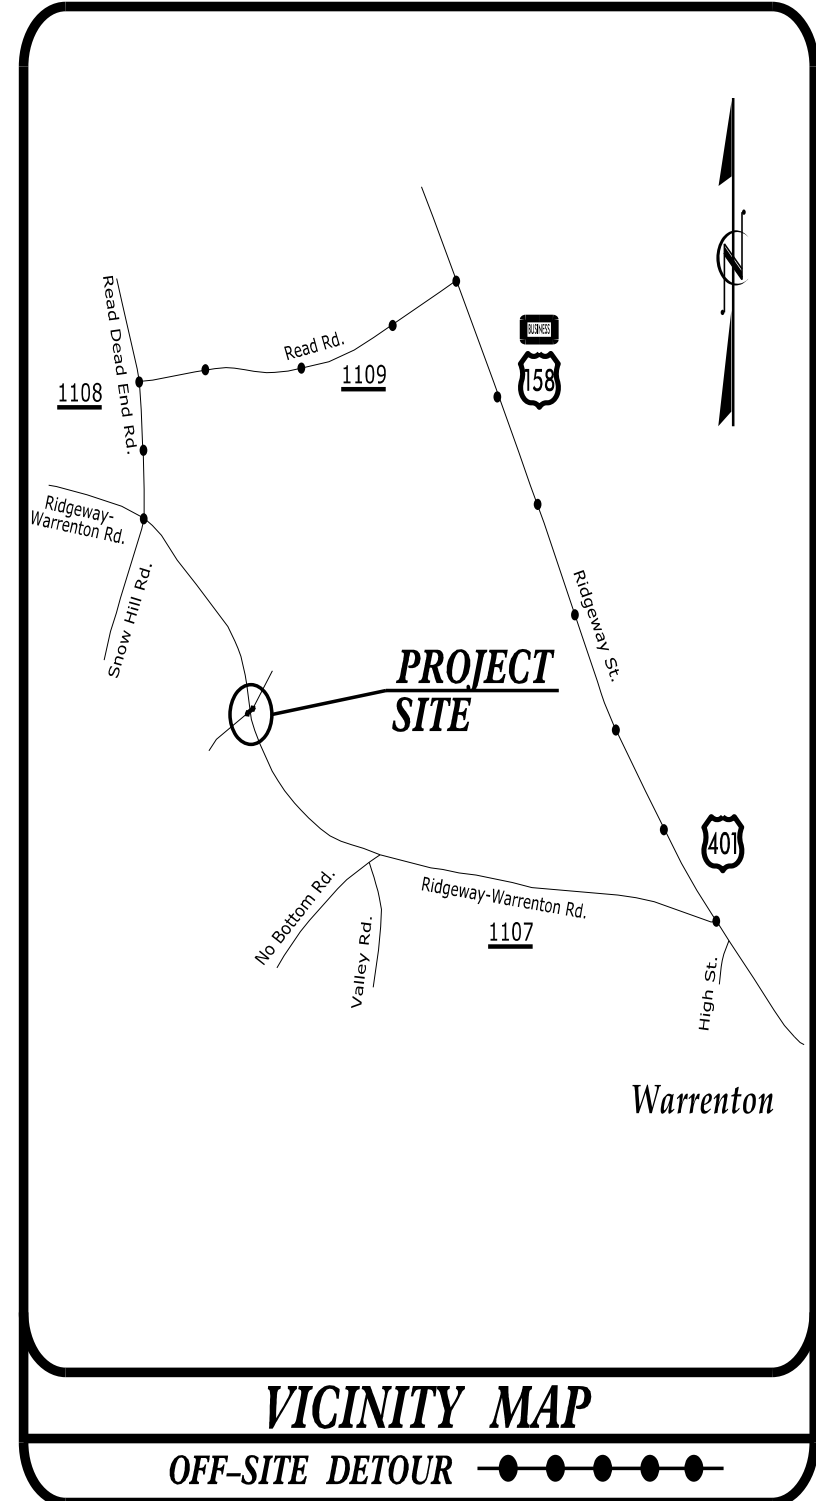 N
BUSINESS
158
Read Dead End Rd.
Read Rd.
1109
1108
Ridgeway-
Warrenton Rd.
Snow Hill Rd.
Ridgeway St.
PROJECT
SITE
401
No Bottom Rd.
Ridgeway-Warrenton Rd.
Valley Rd.
1107
High St.
Warrenton
VICINITY MAP
OFF-SITE DETOUR